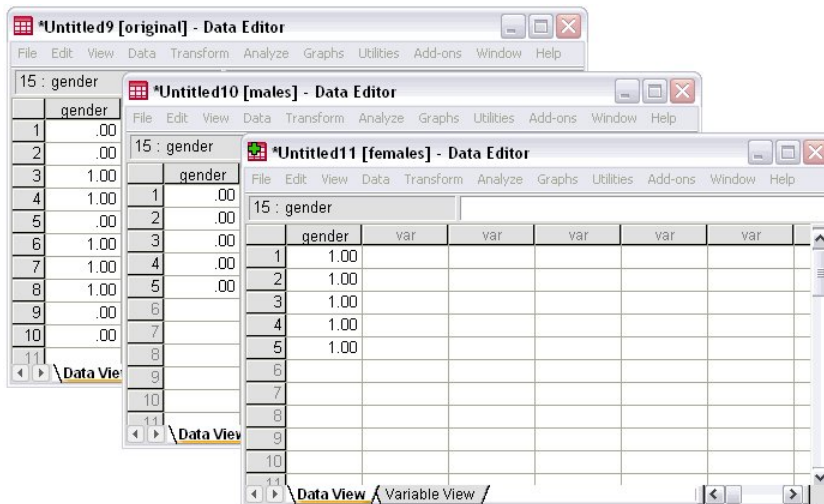 *Untitled9 [original] - Data Editor
File Edit View Data Transform Analyze Graphs Utilities Add-ons Window Help
15 : gender
gender
1 .00
2 .00
3 1.00
4 1.00
5 .00
6 1.00
7 1.00
8 1.00
9 .00
10 .00
11
Data Vie
*Untitled10 [males] - Data Editor
File Edit View Data Transform Analyze Graphs Utilities Add-ons Window Help
15 : gender
gender
1 .00
2 .00
3 .00
4 .00
5 .00
6
7
8
9
10
11
Data View
*Untitled11 [females] - Data Editor
File Edit View Data Transform Analyze Graphs Utilities Add-ons Window Help
15 : gender
gender var var var var var
1 1.00
2 1.00
3 1.00
4 1.00
5 1.00
6
7
8
9
10
11
Data View Variable View